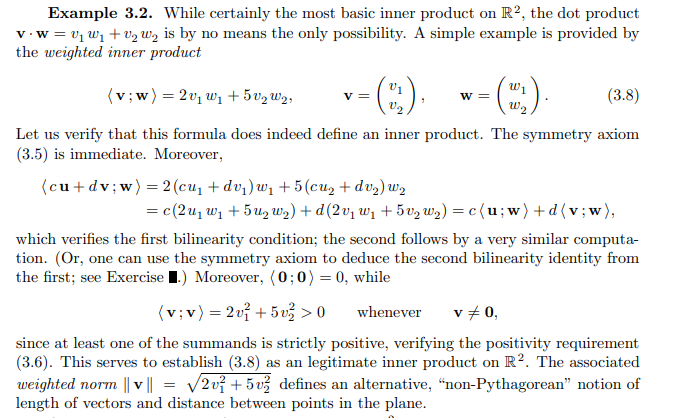 Example 3.2. While certainly the most basic inner product on ℝ², the dot product
v · w = v₁ w₁ + v₂ w₂ is by no means the only possibility. A simple example is provided by
the weighted inner product
⟨ v ; w ⟩ = 2 v₁ w₁ + 5 v₂ w₂, v = ( v₁ v₂ ), w = ( w₁ w₂ ). (3.8)
Let us verify that this formula does indeed define an inner product. The symmetry axiom
(3.5) is immediate. Moreover,
⟨ c u + d v ; w ⟩ = 2 (c u₁ + d v₁) w₁ + 5 (c u₂ + d v₂) w₂
= c (2 u₁ w₁ + 5 u₂ w₂) + d (2 v₁ w₁ + 5 v₂ w₂) = c ⟨ u ; w ⟩ + d ⟨ v ; w ⟩,
which verifies the first bilinearity condition; the second follows by a very similar computa-
tion. (Or, one can use the symmetry axiom to deduce the second bilinearity identity from
the first; see Exercise ■.) Moreover, ⟨ 0 ; 0 ⟩ = 0, while
⟨ v ; v ⟩ = 2 v₁² + 5 v₂² > 0 whenever v ≠ 0,
since at least one of the summands is strictly positive, verifying the positivity requirement
(3.6). This serves to establish (3.8) as an legitimate inner product on ℝ². The associated
weighted norm ‖ v ‖ = √(2 v₁² + 5 v₂²) defines an alternative, “non-Pythagorean” notion of
length of vectors and distance between points in the plane.